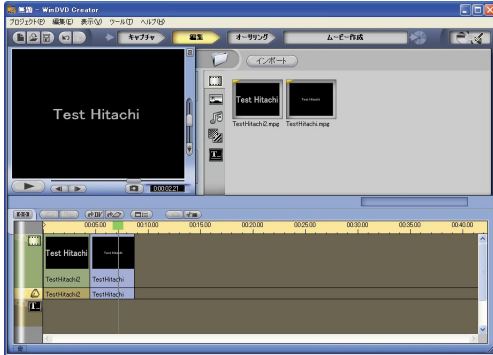 無題 - WinDVD Creator
プロジェクト(P) 編集(E) 表示(V) ツール(T) ヘルプ(H)
キャプチャ 編集 オーサリング ムービー作成
インポート
Test Hitachi
Test Hitachi
Test Hitachi
TestHitachi2.mpg TestHitachi.mpg
00:05:00 00:10:00 00:15:00 00:20:00 00:25:00 00:30:00 00:35:00 00:40:00
Test Hitachi
Test Hitachi
TestHitachi2 TestHitachi
TestHitachi2 TestHitachi
T
T